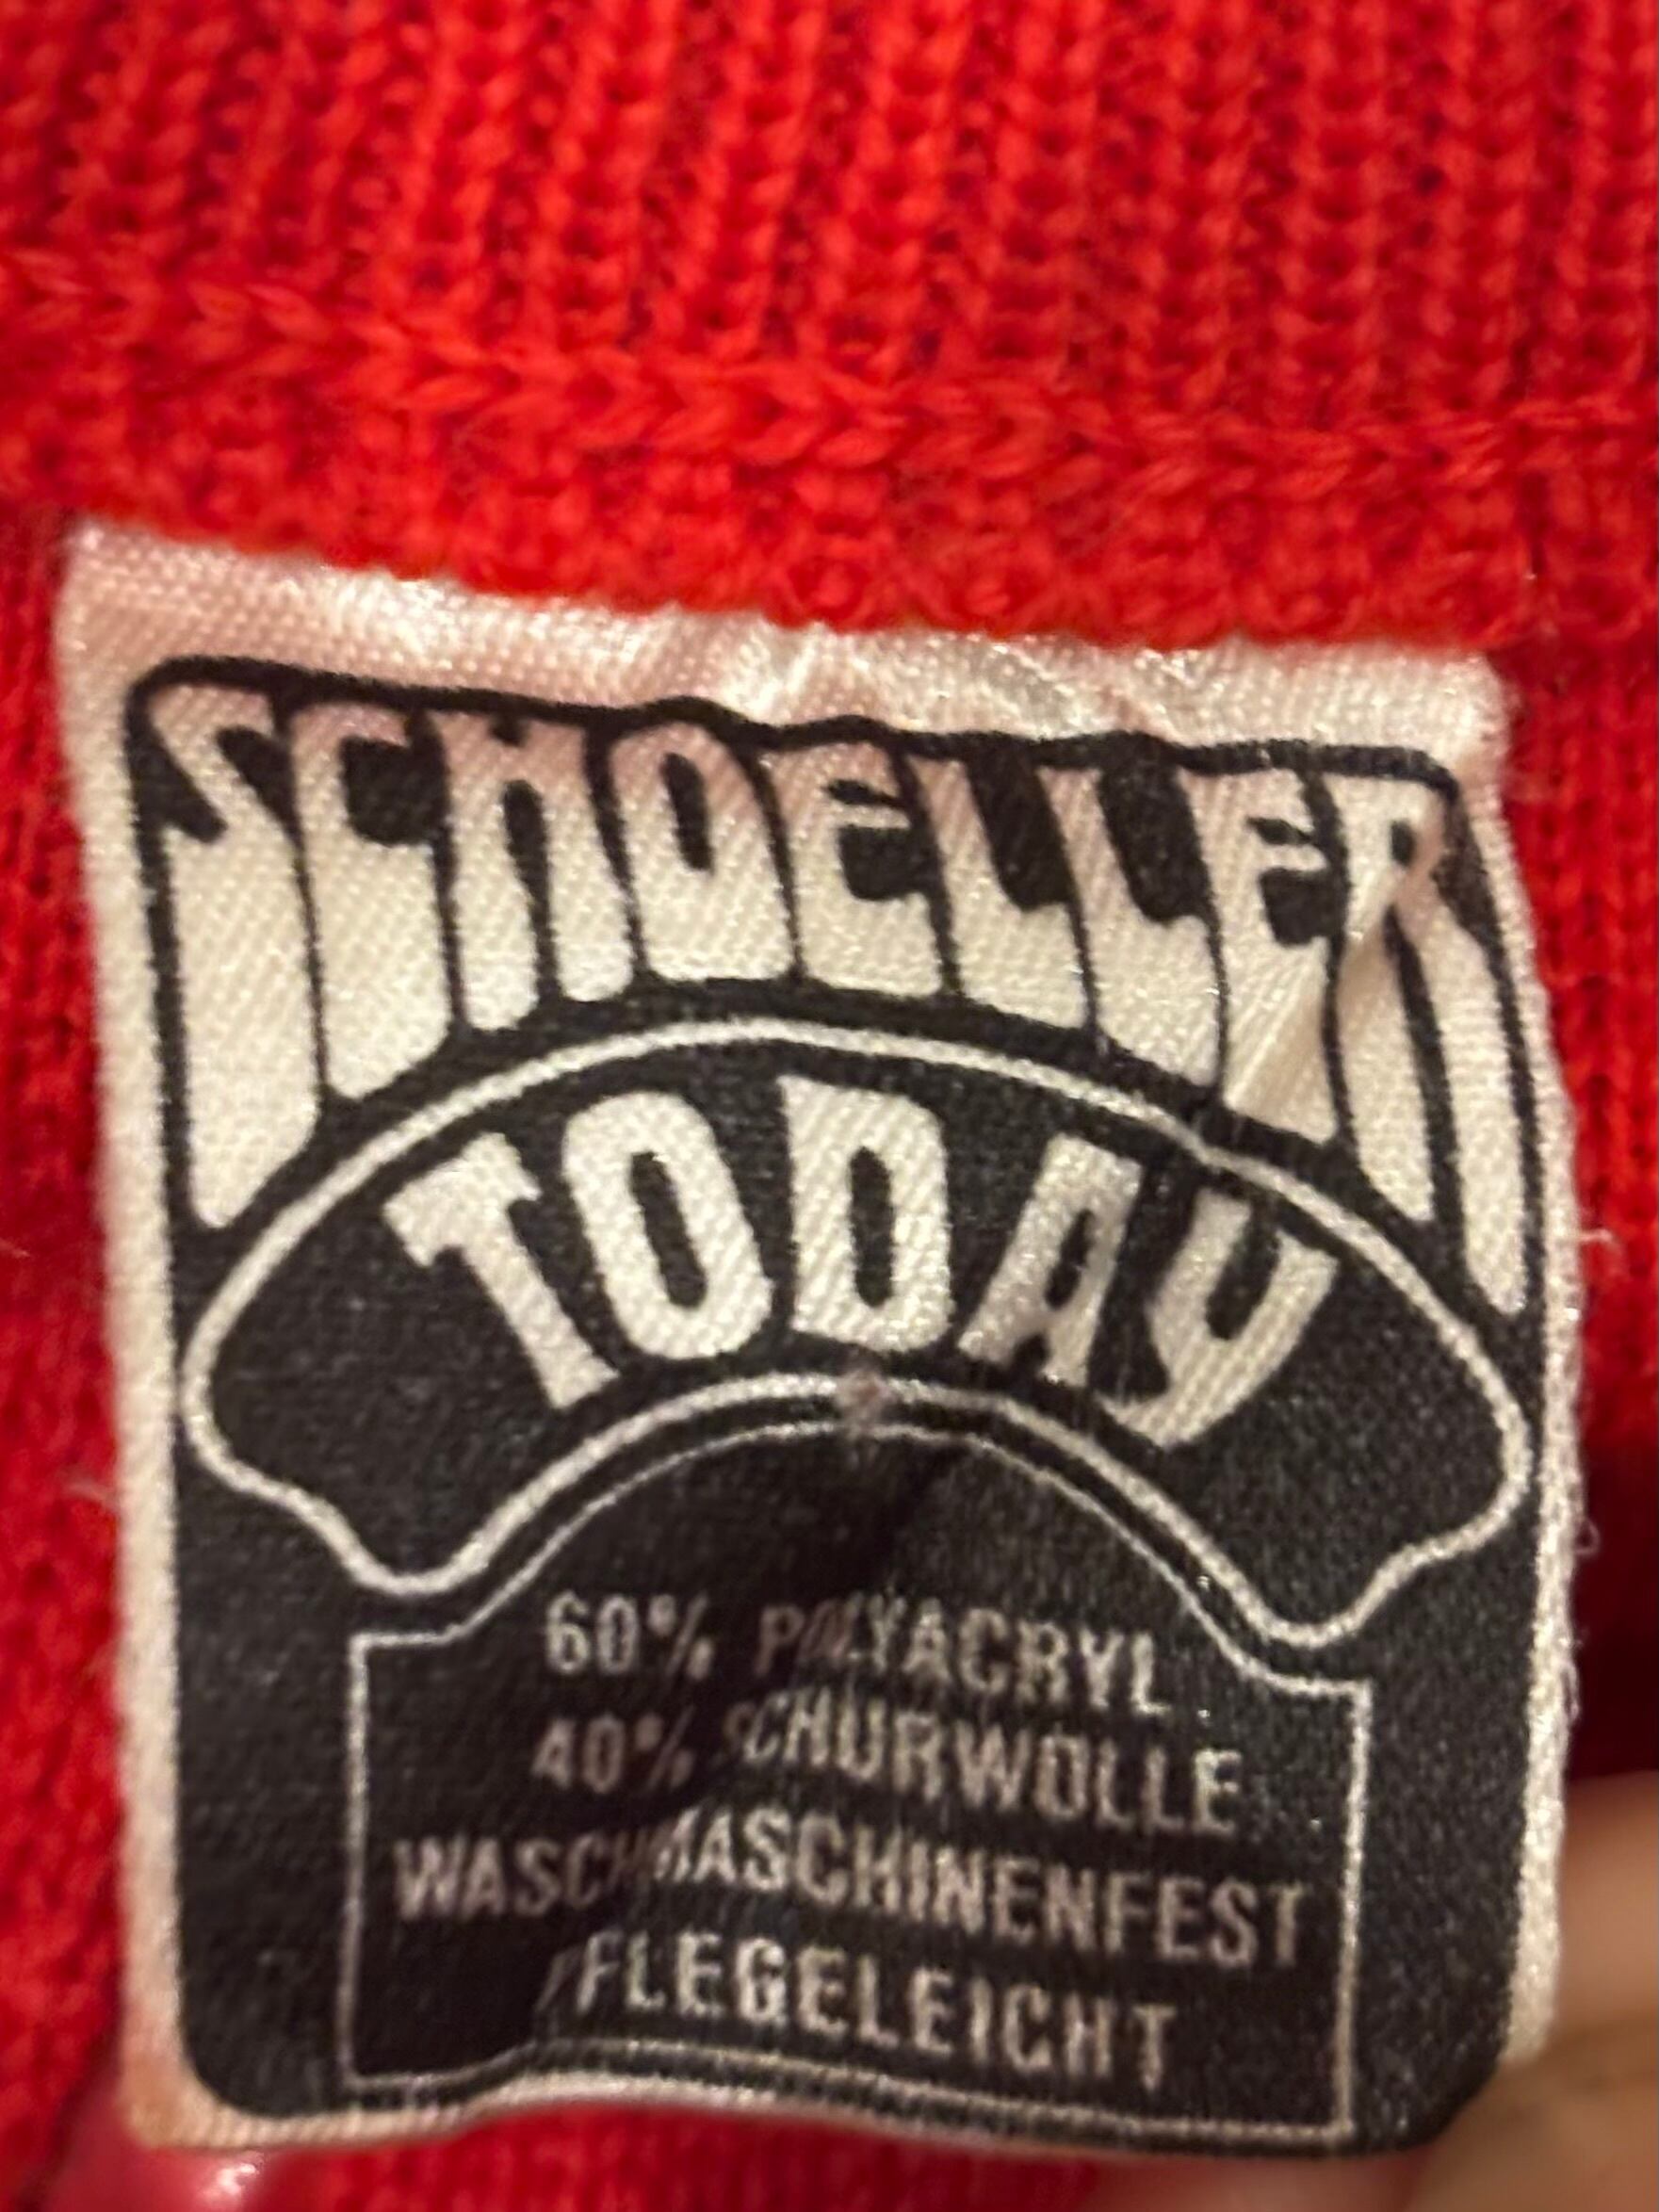 SCHOELLER
TODAY
60% POLYACRYL
40% SCHURWOLLE
WASCHMASCHINENFEST
PFLEGELEICHT